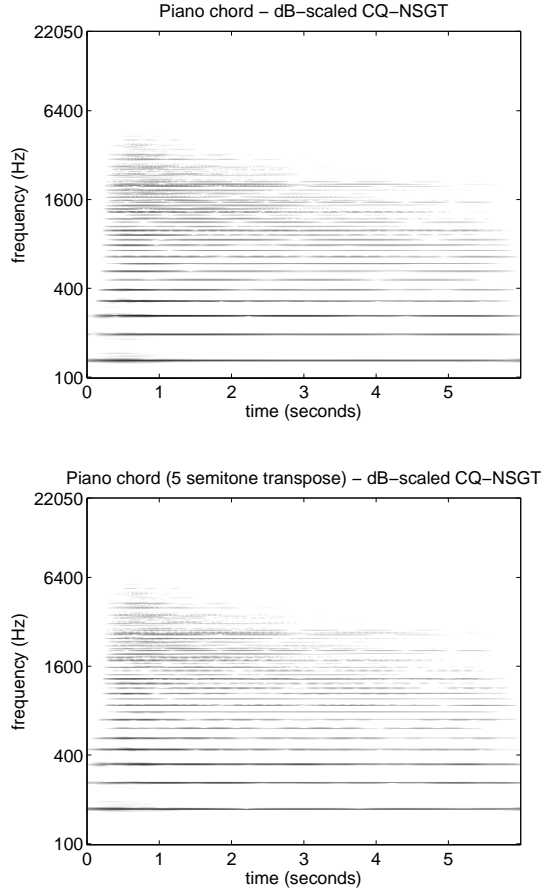 Piano chord – dB–scaled CQ–NSGT
22050
6400
1600
400
100
frequency (Hz)
0 1 2 3 4 5
time (seconds)
Piano chord (5 semitone transpose) – dB–scaled CQ–NSGT
22050
6400
1600
400
100
frequency (Hz)
0 1 2 3 4 5
time (seconds)